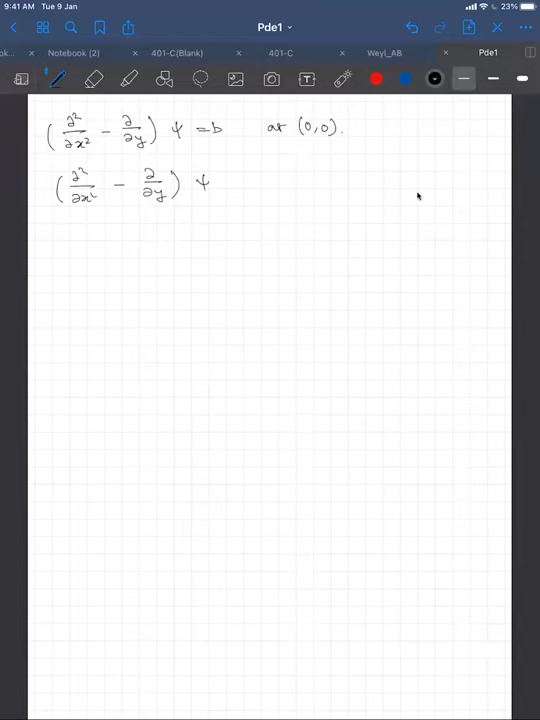 9:41 AM Tue 9 Jan 23%
Pde1
Notebook (2) 401-C(Blank) 401-C Weyl_AB Pde1
(∂²/∂x² − ∂/∂y) ψ = b at (0,0).
(∂²/∂x² − ∂/∂y) ψ